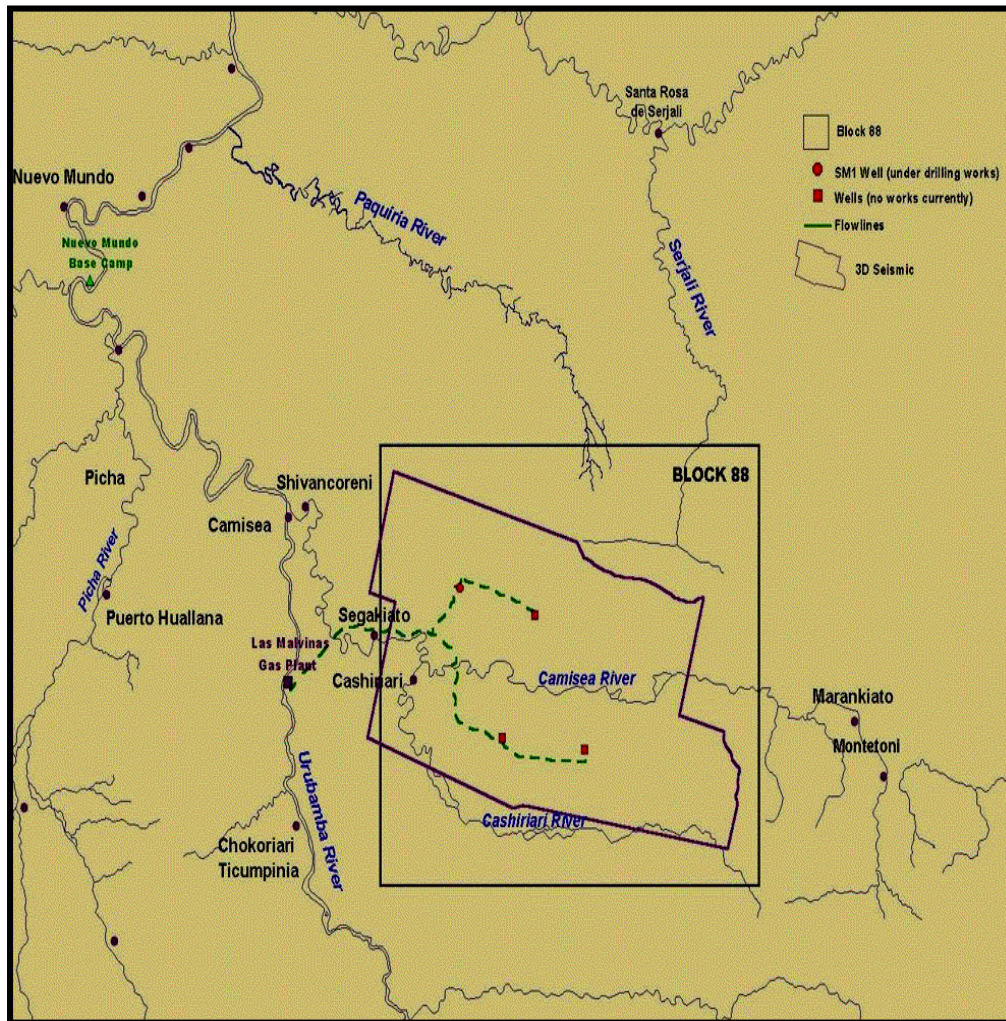 Santa Rosa
de Serjali
Block 88
SM1 Well (under drilling works)
Wells (no works currently)
Flowlines
3D Seismic
Nuevo Mundo
Nuevo Mundo
Base Camp
Paquiria River
Serjali River
BLOCK 88
Picha
Shivancoreni
Camisea
Picha River
Puerto Huallana
Segakiato
Las Malvinas
Gas Plant
Cashiriari
Camisea River
Marankiato
Montetoni
Urubamba River
Cashiriari River
Chokoriari
Ticumpinia